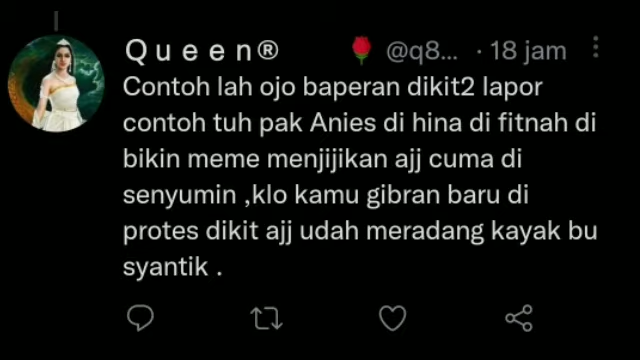 Q u e e n® 🌹 @q8... · 18 jam
Contoh lah ojo baperan dikit2 lapor
contoh tuh pak Anies di hina di fitnah di
bikin meme menjijikan ajj cuma di
senyumin ,klo kamu gibran baru di
protes dikit ajj udah meradang kayak bu
syantik .